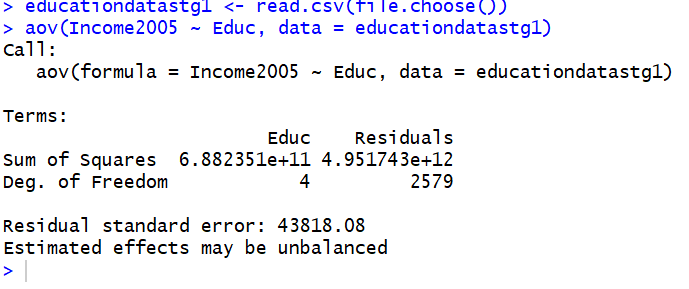 > educationdatastg1 <- read.csv(file.choose())
> aov(Income2005 ~ Educ, data = educationdatastg1)
Call:
   aov(formula = Income2005 ~ Educ, data = educationdatastg1)

Terms:
                        Educ    Residuals
Sum of Squares  6.882351e+11 4.951743e+12
Deg. of Freedom            4         2579

Residual standard error: 43818.08
Estimated effects may be unbalanced
>